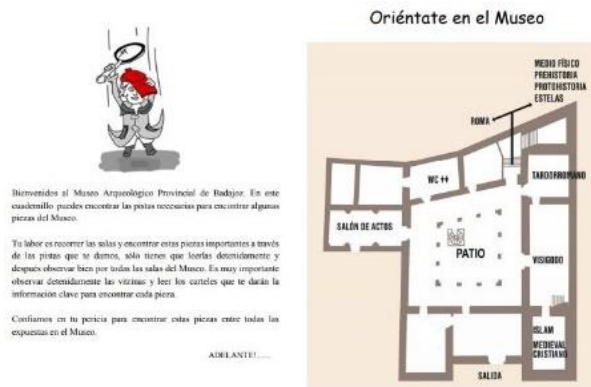 Oriéntate en el Museo
Bienvenidos al Museo Arqueológico Provincial de Badajoz. En este
cuadernillo puedes encontrar las pistas necesarias para encontrar algunas
piezas del Museo.
Tu labor es recorrer las salas y encontrar estas piezas importantes a través
de las pistas que te damos, sólo tienes que leerlas detenidamente y
después observar bien por todas las salas del Museo. Es muy importante
observar detenidamente las vitrinas y leer los carteles que te darán la
información clave para encontrar cada pieza.
Confiamos en tu pericia para encontrar estas piezas entre todas las
expuestas en el Museo.
ADELANTE!......
MEDIO FÍSICO
PREHISTORIA
PROTOHISTORIA
ESTELAS
ROMA
TARDORROMANO
WC
SALÓN DE ACTOS
PATIO
VISIGODO
ISLAM
MEDIEVAL
CRISTIANO
SALIDA